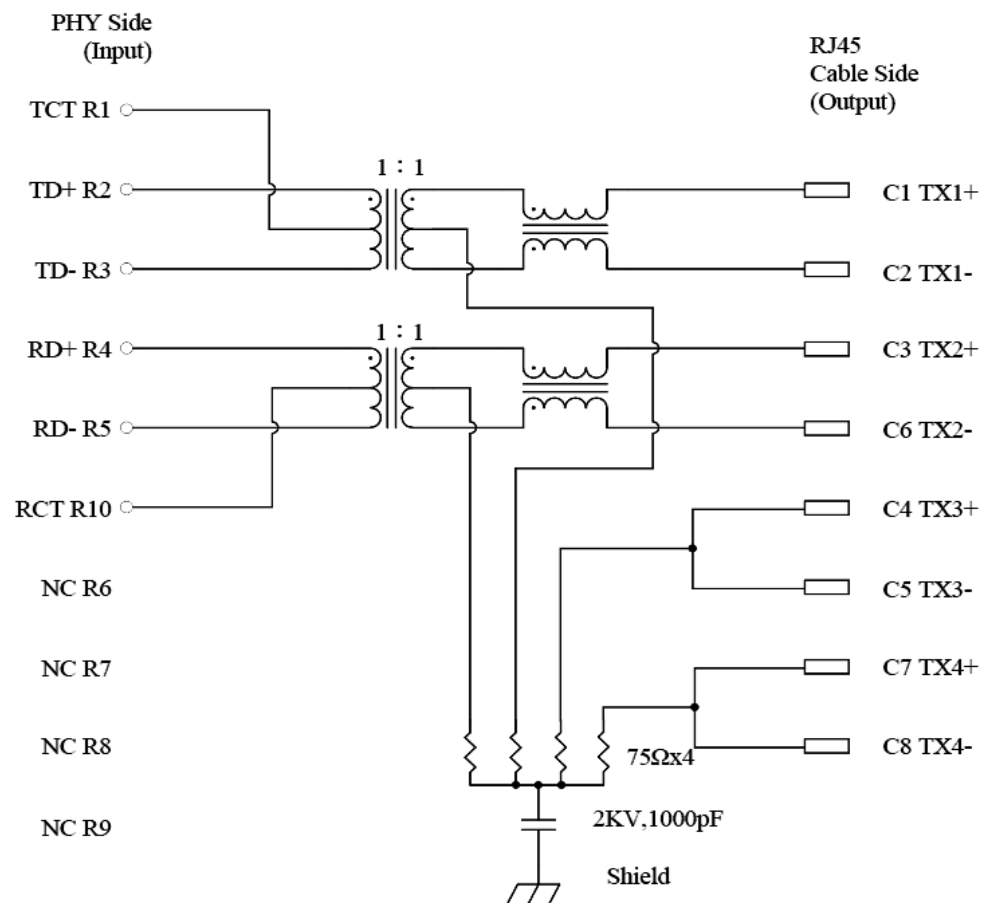 PHY Side
(Input)
RJ45
Cable Side
(Output)
TCT R1
1 : 1
TD+ R2
C1 TX1+
TD- R3
C2 TX1-
1 : 1
RD+ R4
C3 TX2+
RD- R5
C6 TX2-
RCT R10
C4 TX3+
NC R6
C5 TX3-
NC R7
C7 TX4+
NC R8
75Ωx4
C8 TX4-
NC R9
2KV,1000pF
Shield